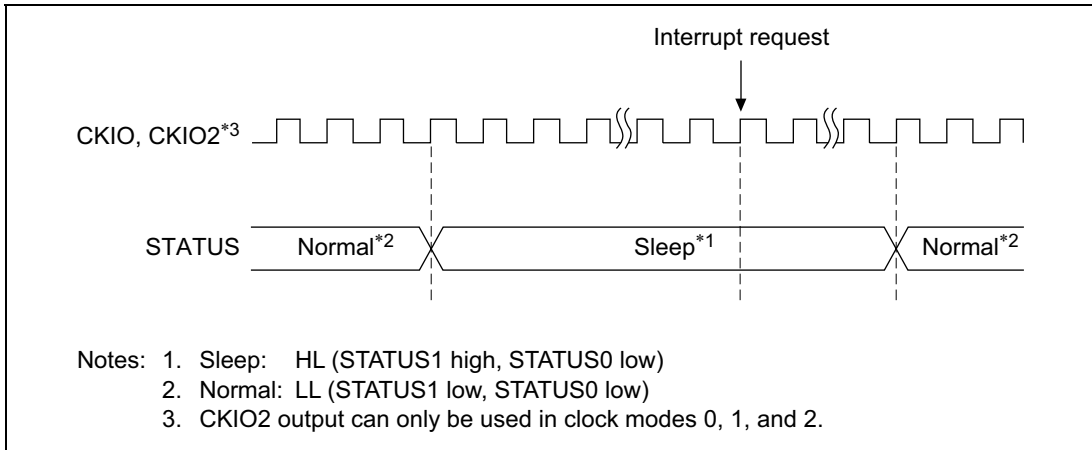 Interrupt request
CKIO, CKIO2*3
STATUS Normal*2 Sleep*1 Normal*2
Notes: 1. Sleep: HL (STATUS1 high, STATUS0 low)
2. Normal: LL (STATUS1 low, STATUS0 low)
3. CKIO2 output can only be used in clock modes 0, 1, and 2.